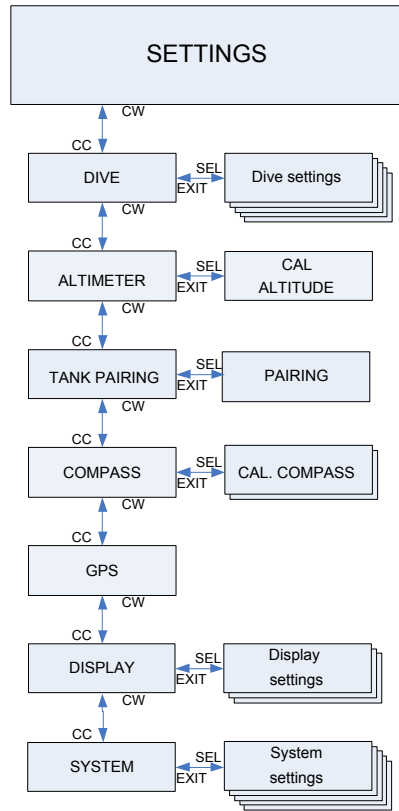 SETTINGS
CW
CC
DIVE
SEL
EXIT
Dive settings
CW
CC
ALTIMETER
SEL
EXIT
CAL
ALTITUDE
CW
CC
TANK PAIRING
SEL
EXIT
PAIRING
CW
CC
COMPASS
SEL
EXIT
CAL. COMPASS
CW
CC
GPS
CW
CC
DISPLAY
SEL
EXIT
Display
settings
CW
CC
SYSTEM
SEL
EXIT
System
settings